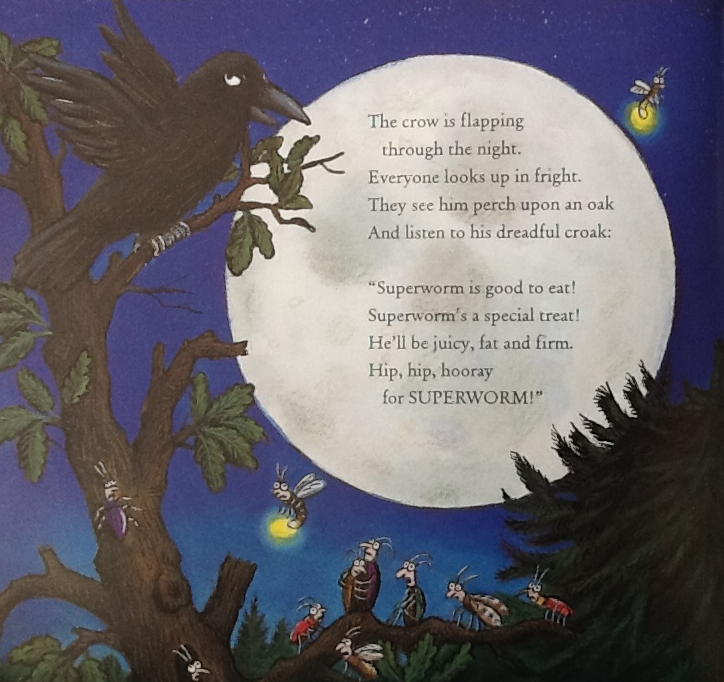 The crow is flapping
through the night.
Everyone looks up in fright.
They see him perch upon an oak
And listen to his dreadful croak:
“Superworm is good to eat!
Superworm’s a special treat!
He’ll be juicy, fat and firm.
Hip, hip, hooray
for SUPERWORM!”